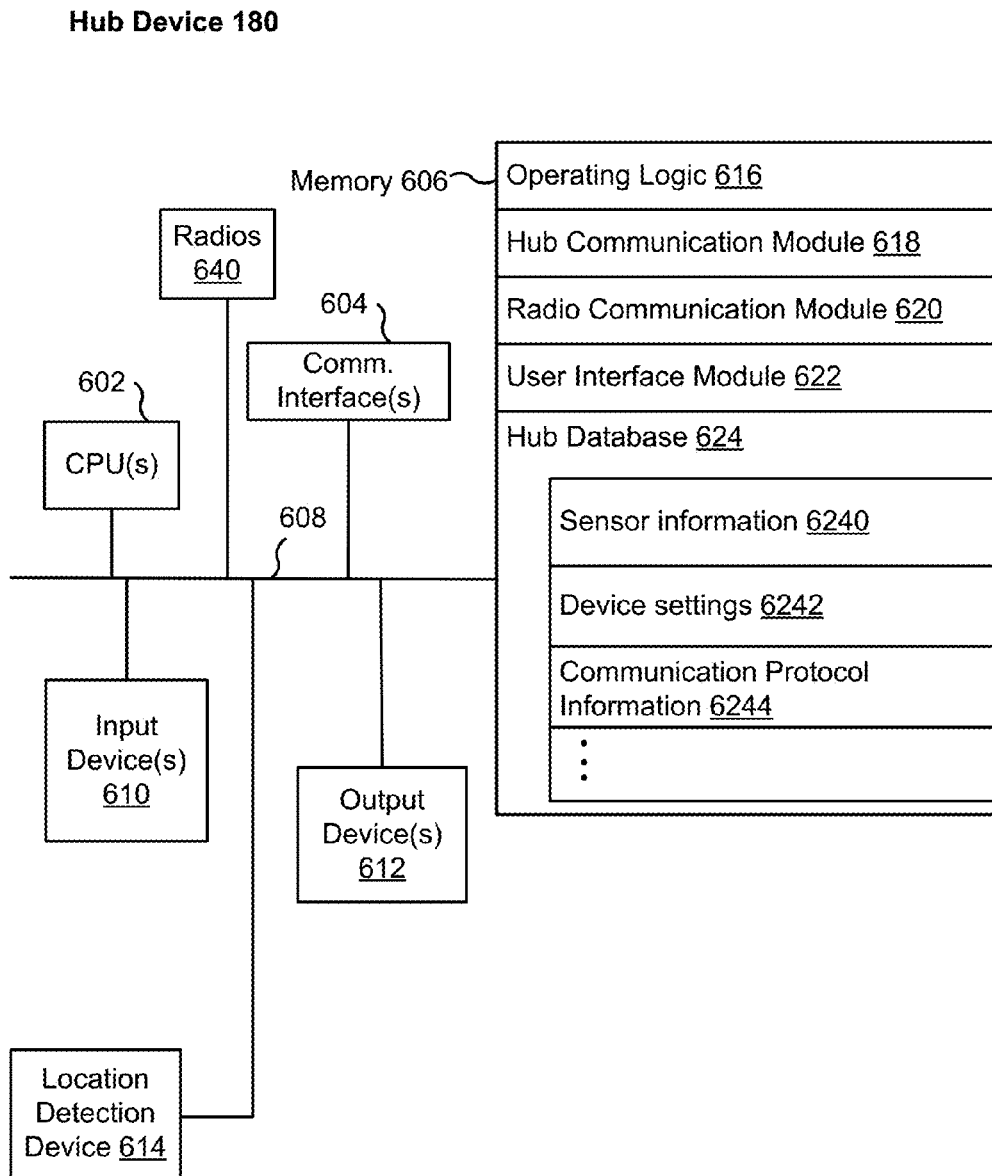 Hub Device 180
Memory 606
Operating Logic 616
Hub Communication Module 618
Radio Communication Module 620
User Interface Module 622
Hub Database 624
Sensor information 6240
Device settings 6242
Communication Protocol
Information 6244
Radios
640
604
Comm.
Interface(s)
602
CPU(s)
608
Input
Device(s)
610
Output
Device(s)
612
Location
Detection
Device 614